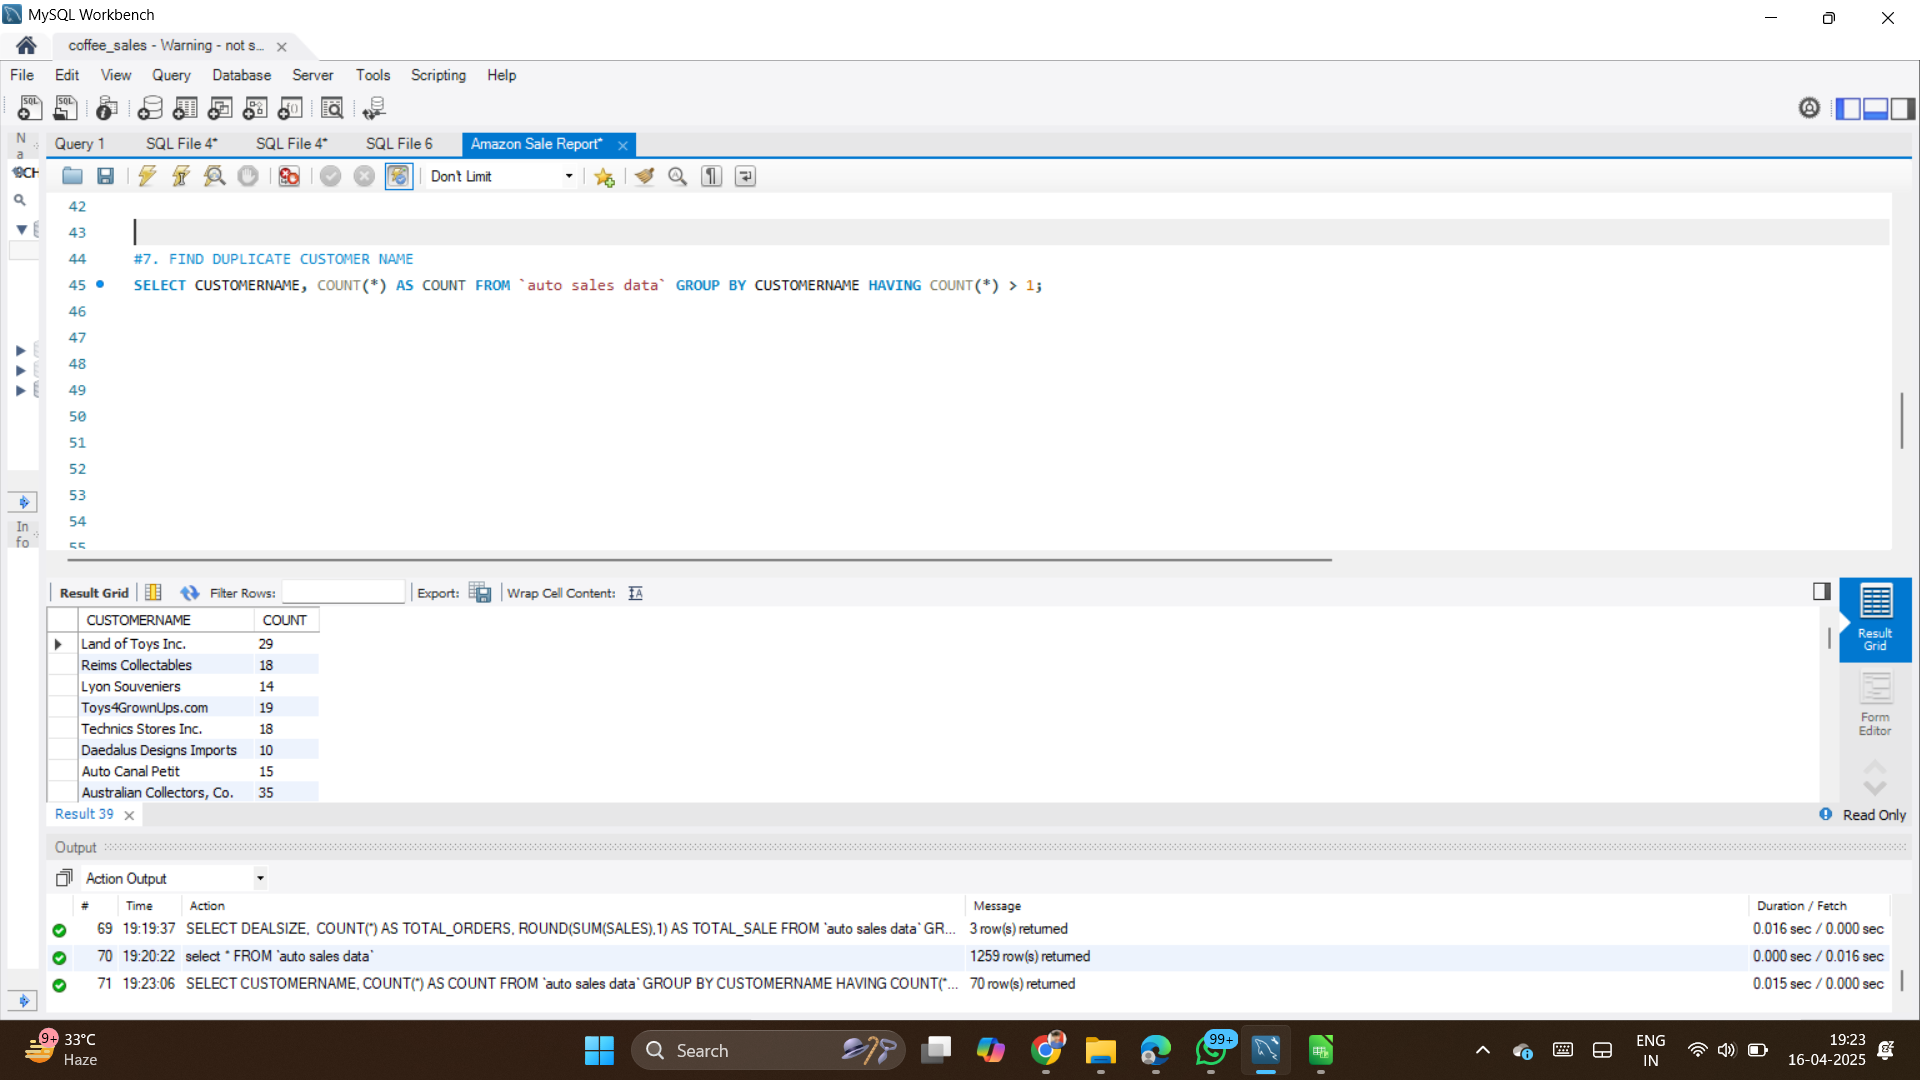 MySQL Workbench
coffee_sales - Warning - not s...
File Edit View Query Database Server Tools Scripting Help
Query 1 SQL File 4* SQL File 4* SQL File 6 Amazon Sale Report*
N
a
SCH
Don't Limit
42
43
44 #7. FIND DUPLICATE CUSTOMER NAME
45 SELECT CUSTOMERNAME, COUNT(*) AS COUNT FROM `auto sales data` GROUP BY CUSTOMERNAME HAVING COUNT(*) > 1;
46
47
48
49
50
51
52
53
54
55
In
fo
Result Grid Filter Rows: Export: Wrap Cell Content:
CUSTOMERNAME COUNT
Land of Toys Inc. 29
Reims Collectables 18
Lyon Souveniers 14
Toys4GrownUps.com 19
Technics Stores Inc. 18
Daedalus Designs Imports 10
Auto Canal Petit 15
Australian Collectors, Co. 35
Result
Grid
Form
Editor
Result 39 Read Only
Output
Action Output
# Time Action Message Duration / Fetch
69 19:19:37 SELECT DEALSIZE, COUNT(*) AS TOTAL_ORDERS, ROUND(SUM(SALES),1) AS TOTAL_SALE FROM `auto sales data` GR... 3 row(s) returned 0.016 sec / 0.000 sec
70 19:20:22 select * FROM `auto sales data` 1259 row(s) returned 0.000 sec / 0.016 sec
71 19:23:06 SELECT CUSTOMERNAME, COUNT(*) AS COUNT FROM `auto sales data` GROUP BY CUSTOMERNAME HAVING COUNT(*... 70 row(s) returned 0.015 sec / 0.000 sec
9+ 33°C
Haze
Search
99+
ENG
IN
19:23
16-04-2025